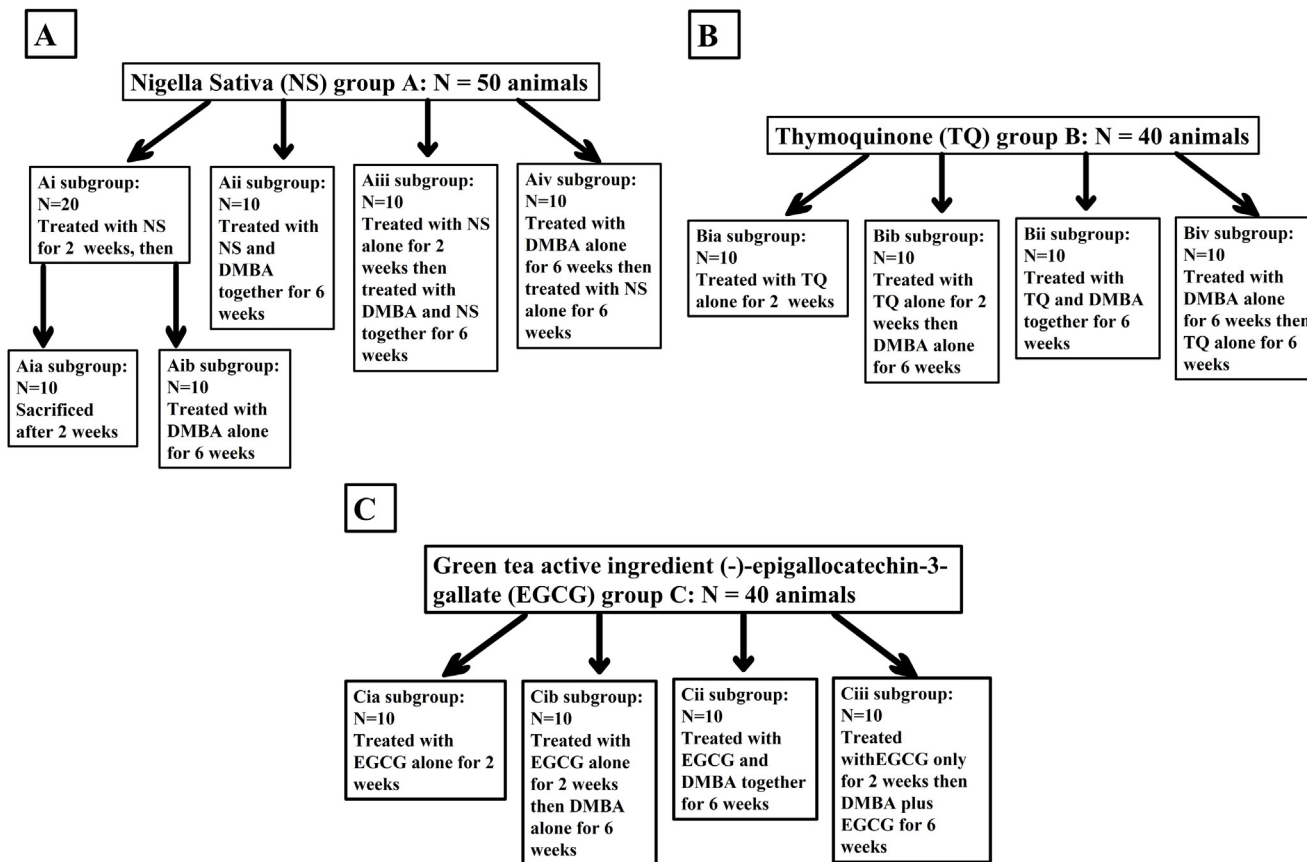 A
Nigella Sativa (NS) group A: N = 50 animals
Ai subgroup:
N=20
Treated with NS
for 2 weeks, then
Aii subgroup:
N=10
Treated with
NS and
DMBA
together for 6
weeks
Aiii subgroup:
N=10
Treated with NS
alone for 2
weeks then
treated with
DMBA and NS
together for 6
weeks
Aiv subgroup:
N=10
Treated with
DMBA alone
for 6 weeks then
treated with NS
alone for 6
weeks
Aia subgroup:
N=10
Sacrificed
after 2 weeks
Aib subgroup:
N=10
Treated with
DMBA alone
for 6 weeks
B
Thymoquinone (TQ) group B: N = 40 animals
Bia subgroup:
N=10
Treated with TQ
alone for 2 weeks
Bib subgroup:
N=10
Treated with
TQ alone for 2
weeks then
DMBA alone
for 6 weeks
Bii subgroup:
N=10
Treated with
TQ and DMBA
together for 6
weeks
Biv subgroup:
N=10
Treated with
DMBA alone
for 6 weeks then
TQ alone for 6
weeks
C
Green tea active ingredient (-)-epigallocatechin-3-
gallate (EGCG) group C: N = 40 animals
Cia subgroup:
N=10
Treated with
EGCG alone for 2
weeks
Cib subgroup:
N=10
Treated with
EGCG alone
for 2 weeks
then DMBA
alone for 6
weeks
Cii subgroup:
N=10
Treated with
EGCG and
DMBA together
for 6 weeks
Ciii subgroup:
N=10
Treated
withEGCG only
for 2 weeks then
DMBA plus
EGCG for 6
weeks